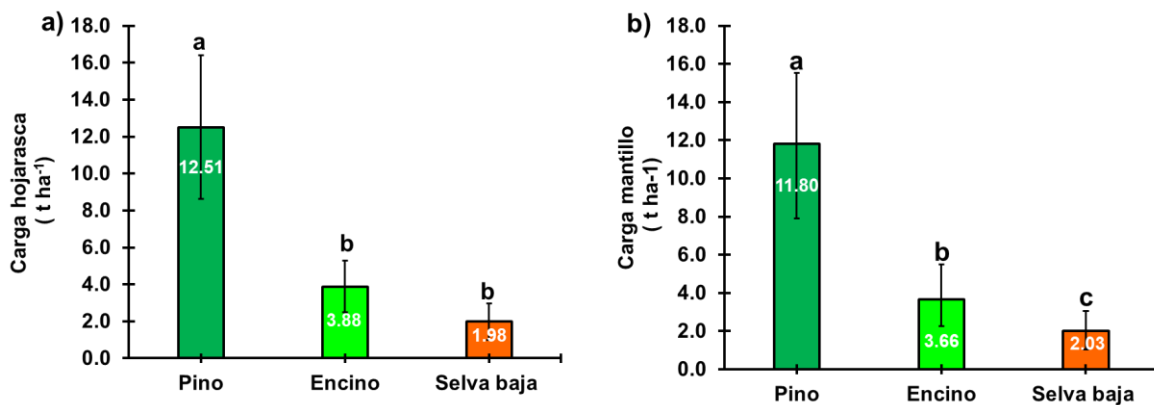 a)
Carga hojarasca
( t ha⁻¹)
18.0
16.0
14.0
12.0
10.0
8.0
6.0
4.0
2.0
0.0
a
12.51
b
3.88
b
1.98
Pino Encino Selva baja
b)
Carga mantillo
( t ha-1)
18.0
16.0
14.0
12.0
10.0
8.0
6.0
4.0
2.0
0.0
a
11.80
b
3.66
c
2.03
Pino Encino Selva baja